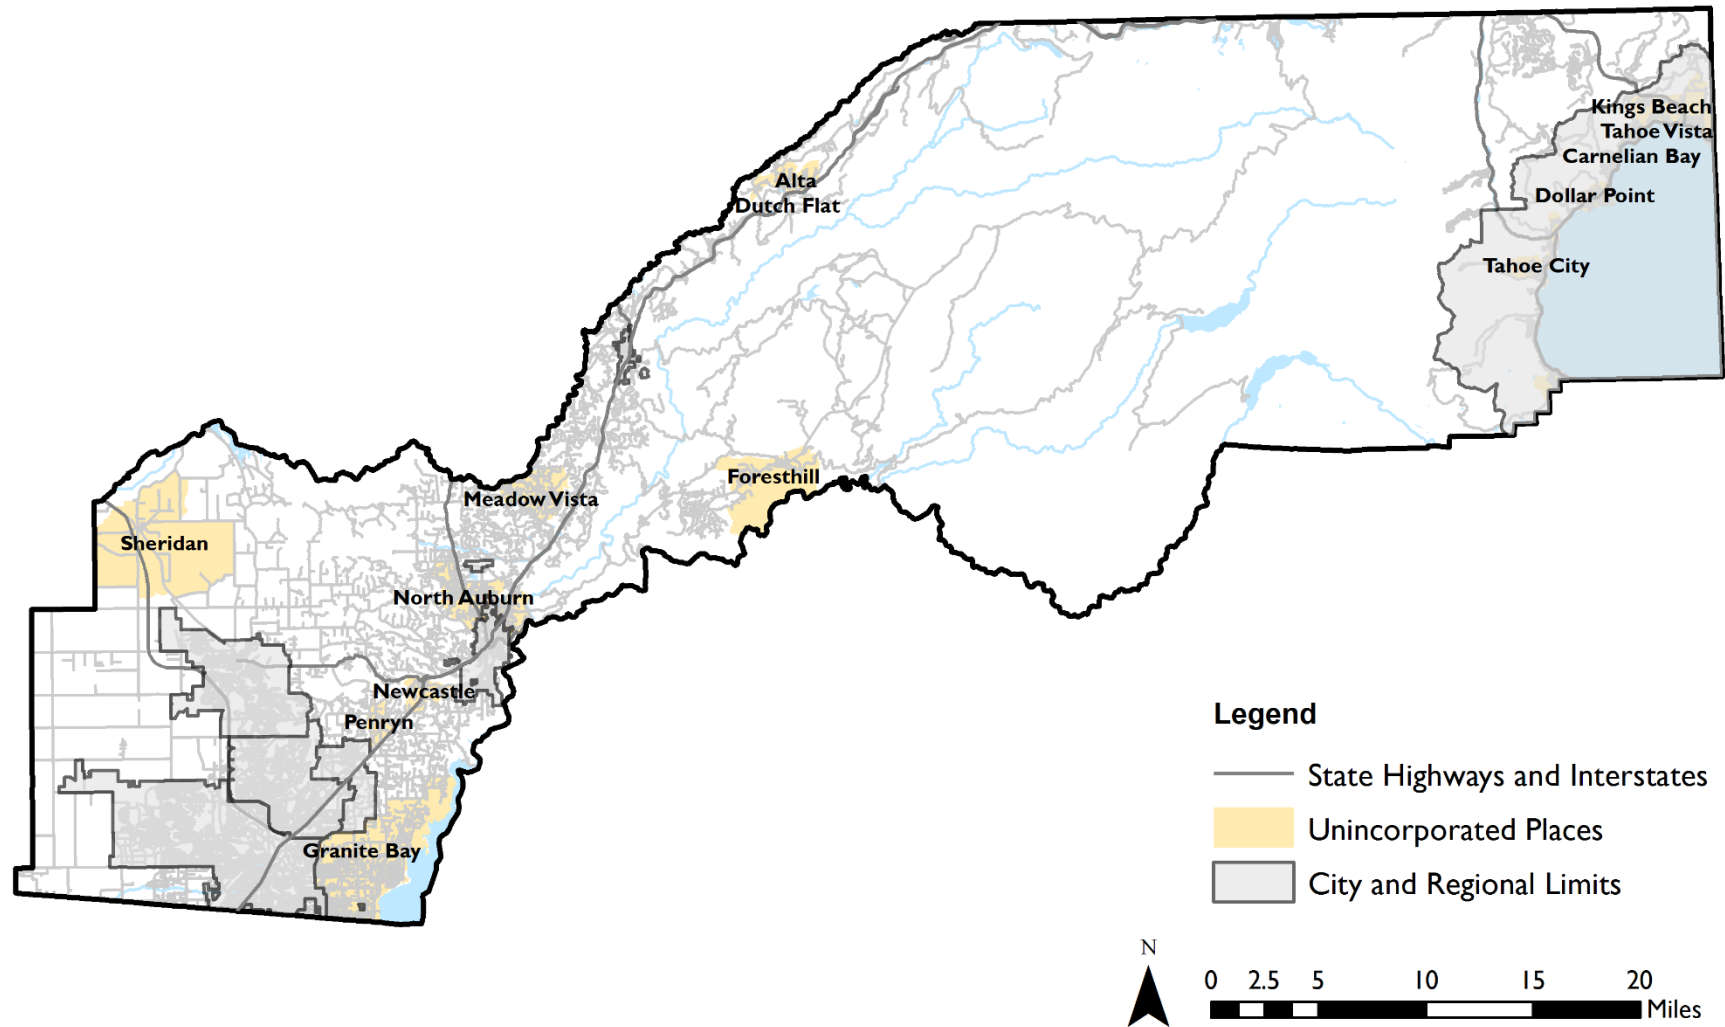 Kings Beach
Tahoe Vista
Carnelian Bay
Alta
Dollar Point
Dutch Flat
Tahoe City
Foresthill
Meadow Vista
Sheridan
North Auburn
Newcastle
Penryn
Granite Bay
Legend
State Highways and Interstates
Unincorporated Places
City and Regional Limits
N
0 2.5 5 10 15 20
Miles